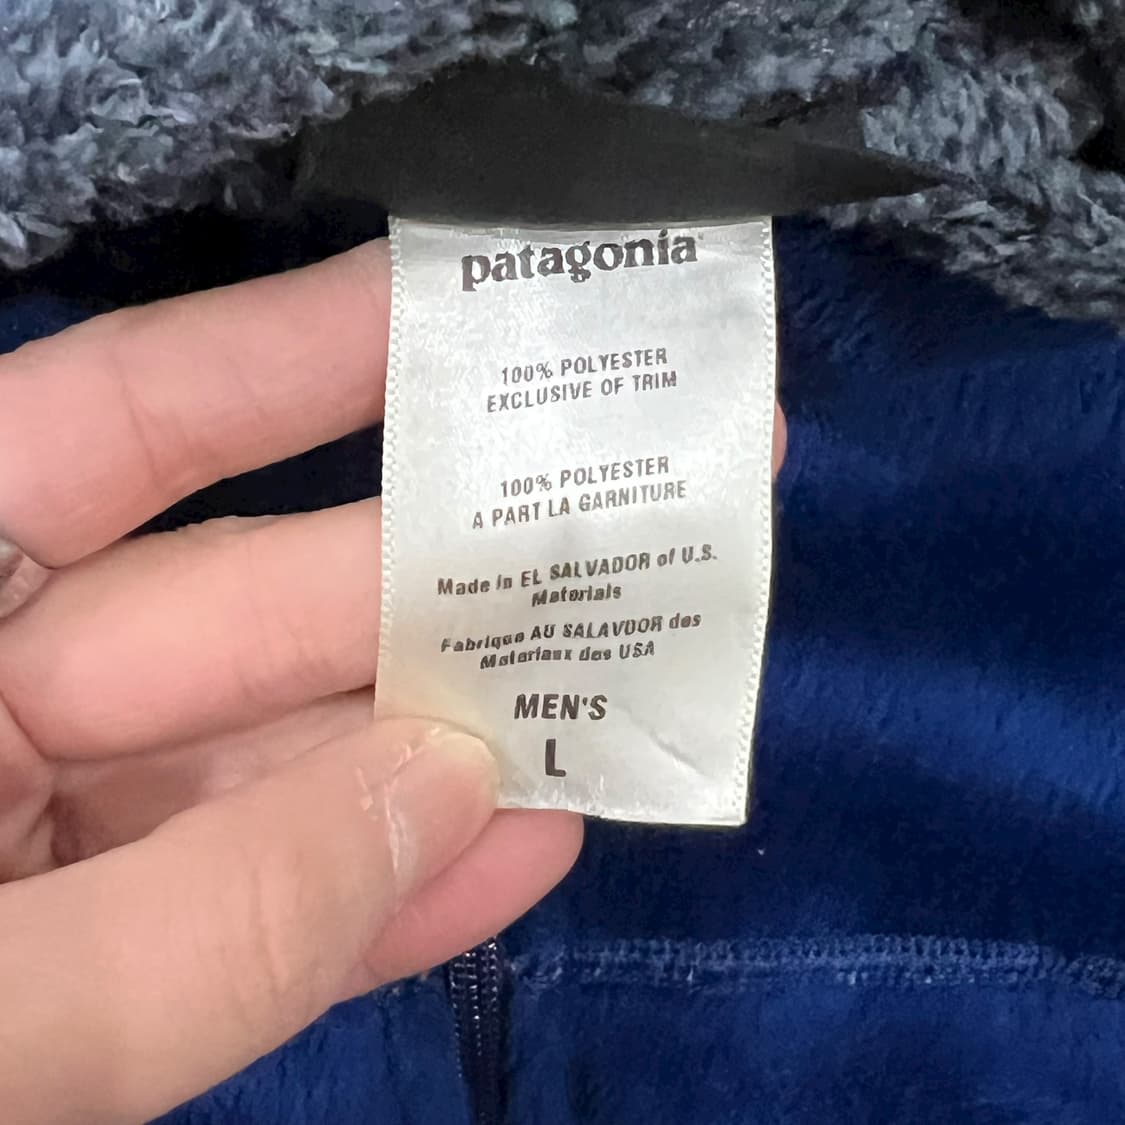 patagonia
100% POLYESTER
EXCLUSIVE OF TRIM
100% POLYESTER
A PART LA GARNITURE
Made in EL SALVADOR of U.S.
Materials
Fabrique AU SALAVDOR des
Materiaux des USA
MEN'S
L